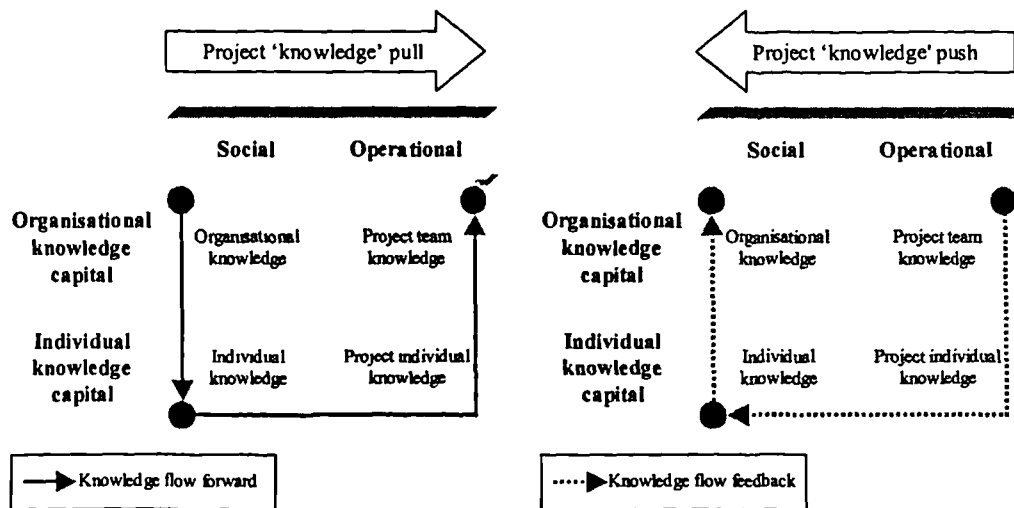 Project ‘knowledge’ pull
Social Operational
Organisational
knowledge
capital
Organisational
knowledge
Project team
knowledge
Individual
knowledge
capital
Individual
knowledge
Project individual
knowledge
Knowledge flow forward
Project ‘knowledge’ push
Social Operational
Organisational
knowledge
capital
Organisational
knowledge
Project team
knowledge
Individual
knowledge
capital
Individual
knowledge
Project individual
knowledge
Knowledge flow feedback